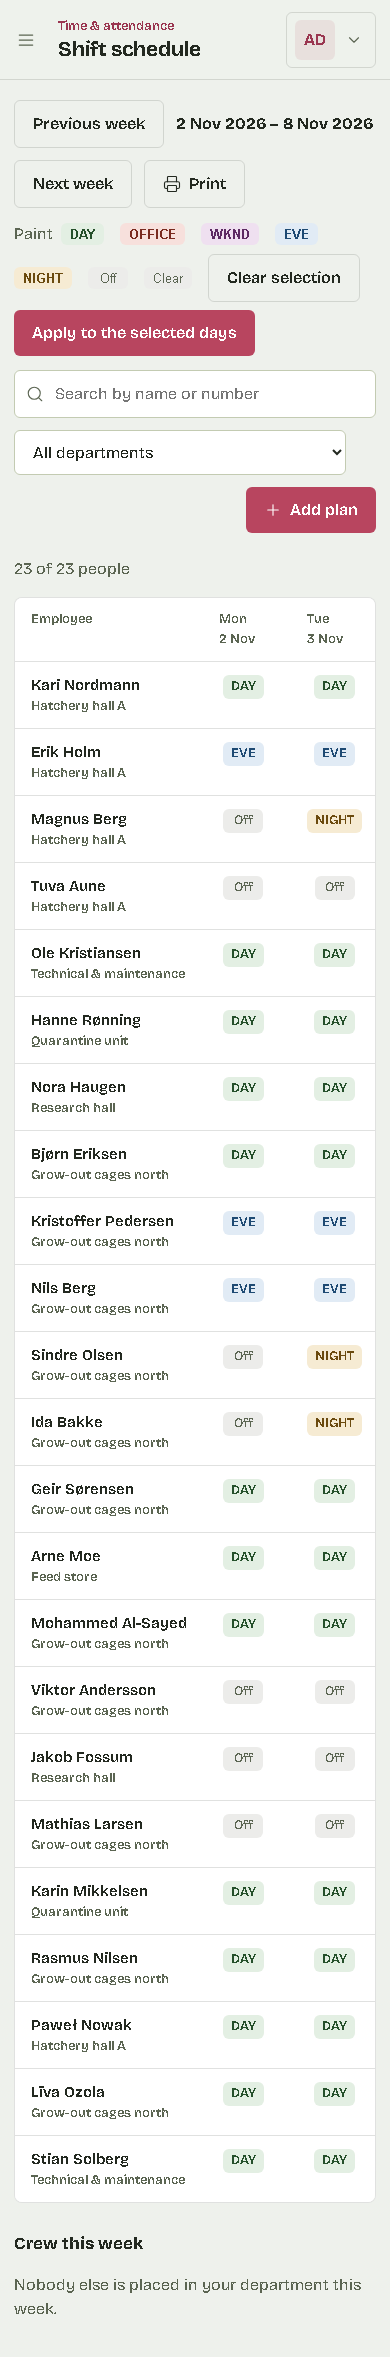 Time & attendance
Shift schedule
AD
Previous week
2 Nov 2026 – 8 Nov 2026
Next week
Print
Paint DAY OFFICE WKND EVE
NIGHT Off Clear Clear selection
Apply to the selected days
Search by name or number
All departments
Add plan
23 of 23 people
Employee Mon Tue
2 Nov 3 Nov
Kari Nordmann DAY DAY
Hatchery hall A
Erik Holm EVE EVE
Hatchery hall A
Magnus Berg Off NIGHT
Hatchery hall A
Tuva Aune Off Off
Hatchery hall A
Ole Kristiansen DAY DAY
Technical & maintenance
Hanne Rønning DAY DAY
Quarantine unit
Nora Haugen DAY DAY
Research hall
Bjørn Eriksen DAY DAY
Grow-out cages north
Kristoffer Pedersen EVE EVE
Grow-out cages north
Nils Berg EVE EVE
Grow-out cages north
Sindre Olsen Off NIGHT
Grow-out cages north
Ida Bakke Off NIGHT
Grow-out cages north
Geir Sørensen DAY DAY
Grow-out cages north
Arne Moe DAY DAY
Feed store
Mohammed Al-Sayed DAY DAY
Grow-out cages north
Viktor Andersson Off Off
Grow-out cages north
Jakob Fossum Off Off
Research hall
Mathias Larsen Off Off
Grow-out cages north
Karin Mikkelsen DAY DAY
Quarantine unit
Rasmus Nilsen DAY DAY
Grow-out cages north
Paweł Nowak DAY DAY
Hatchery hall A
Līva Ozola DAY DAY
Grow-out cages north
Stian Solberg DAY DAY
Technical & maintenance
Crew this week
Nobody else is placed in your department this
week.